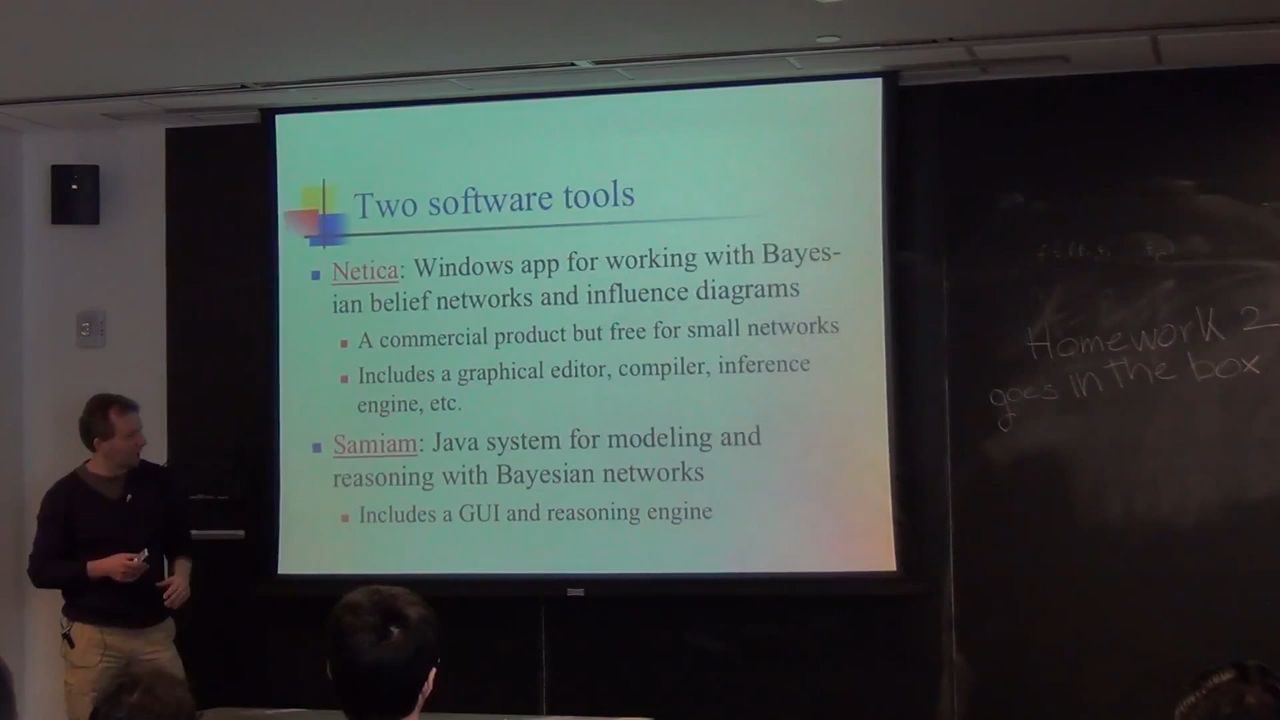 Two software tools
Netica: Windows app for working with Bayes-
ian belief networks and influence diagrams
A commercial product but free for small networks
Includes a graphical editor, compiler, inference
engine, etc.
Samiam: Java system for modeling and
reasoning with Bayesian networks
Includes a GUI and reasoning engine
Homework 2
goes in the box